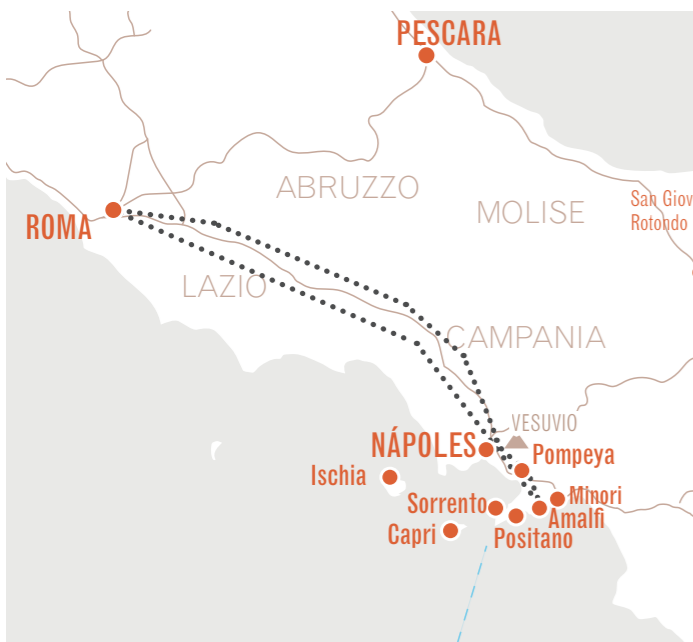 PESCARA
ABRUZZO
San Giov
Rotondo
MOLISE
ROMA
LAZIO
CAMPANIA
VESUVIO
NÁPOLES
Pompeya
Ischia
Minori
Sorrento
Amalfi
Capri
Positano